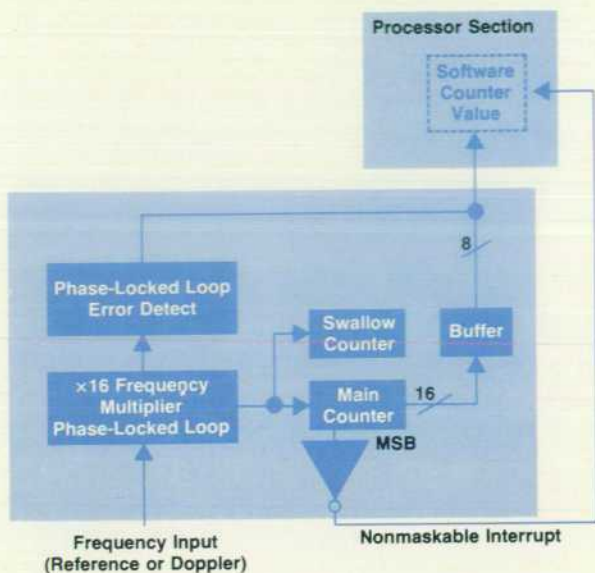 Processor Section
Software
Counter
Value
8
Phase-Locked Loop
Error Detect
Swallow
Counter
Buffer
×16 Frequency
Multiplier
Phase-Locked Loop
Main
Counter
16
MSB
Frequency Input
(Reference or Doppler)
Nonmaskable Interrupt